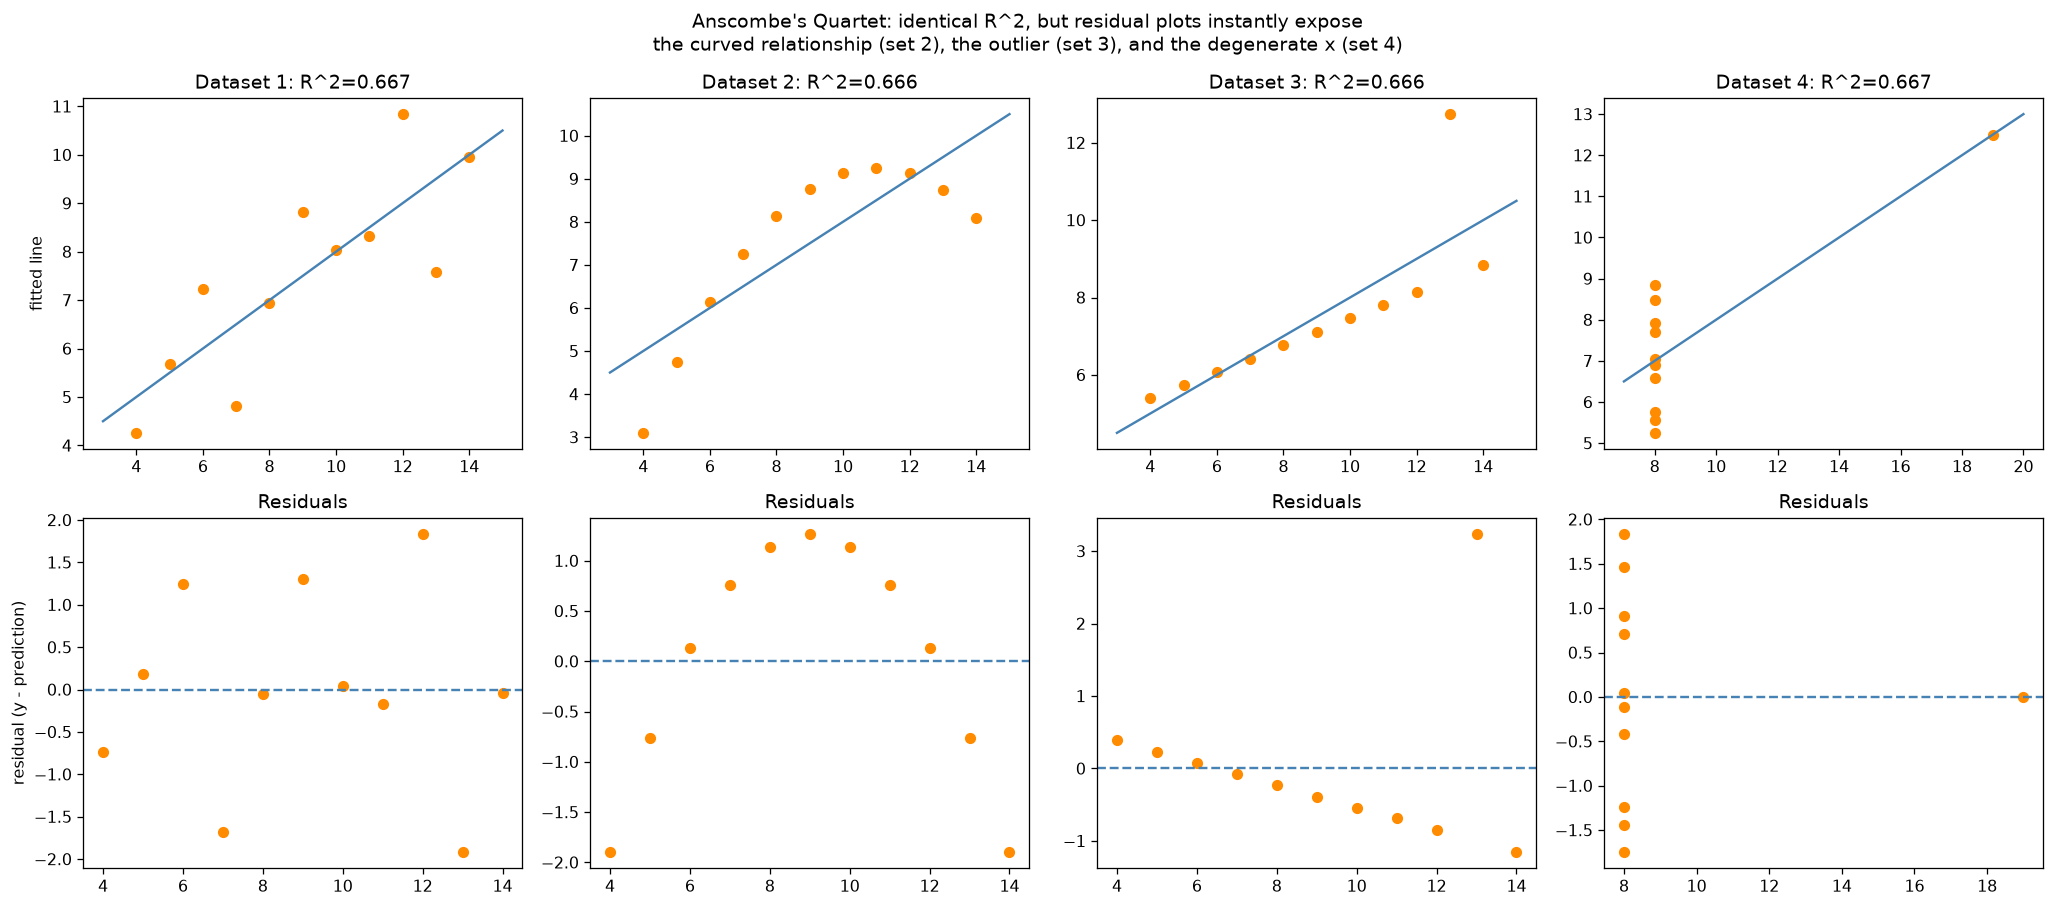 Anscombe's Quartet: identical R^2, but residual plots instantly expose
the curved relationship (set 2), the outlier (set 3), and the degenerate x (set 4)
Dataset 1: R^2=0.667
Dataset 2: R^2=0.666
Dataset 3: R^2=0.666
Dataset 4: R^2=0.667
fitted line
11
10
9
8
7
6
5
4
4 6 8 10 12 14
10
9
8
7
6
5
4
3
4 6 8 10 12 14
12
10
8
6
4 6 8 10 12 14
13
12
11
10
9
8
7
6
5
8 10 12 14 16 18 20
Residuals
Residuals
Residuals
Residuals
residual (y - prediction)
2.0
1.5
1.0
0.5
0.0
−0.5
−1.0
−1.5
−2.0
4 6 8 10 12 14
1.0
0.5
0.0
−0.5
−1.0
−1.5
−2.0
4 6 8 10 12 14
3
2
1
0
−1
4 6 8 10 12 14
2.0
1.5
1.0
0.5
0.0
−0.5
−1.0
−1.5
8 10 12 14 16 18